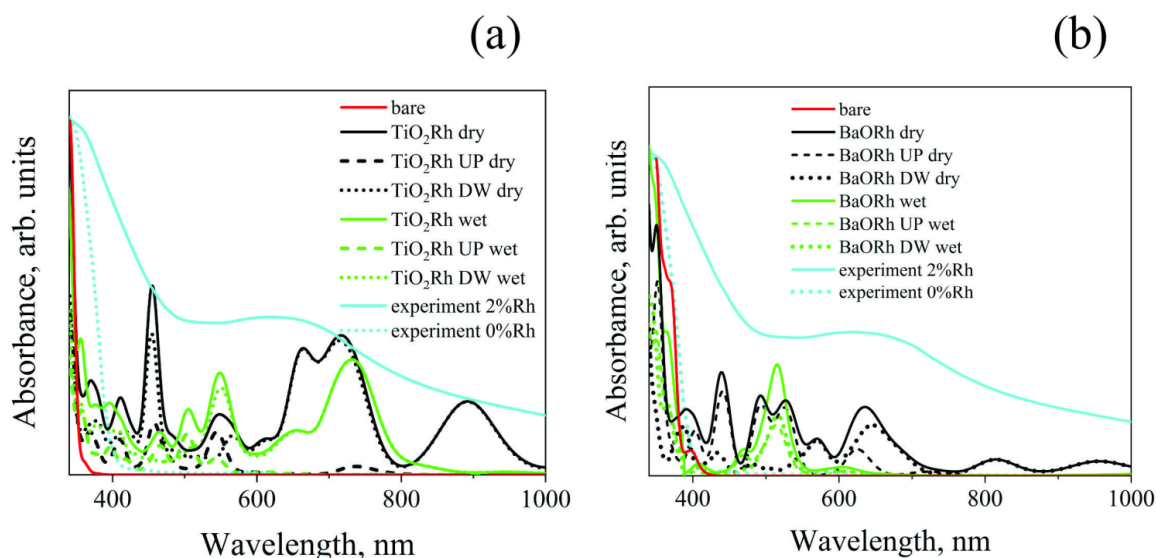 (a)
Absorbance, arb. units
bare
TiO₂Rh dry
TiO₂Rh UP dry
TiO₂Rh DW dry
TiO₂Rh wet
TiO₂Rh UP wet
TiO₂Rh DW wet
experiment 2%Rh
experiment 0%Rh
400 600 800 1000
Wavelength, nm
(b)
Absorbamce, arb. units
bare
BaORh dry
BaORh UP dry
BaORh DW dry
BaORh wet
BaORh UP wet
BaORh DW wet
experiment 2%Rh
experiment 0%Rh
400 600 800 1000
Wavelength, nm